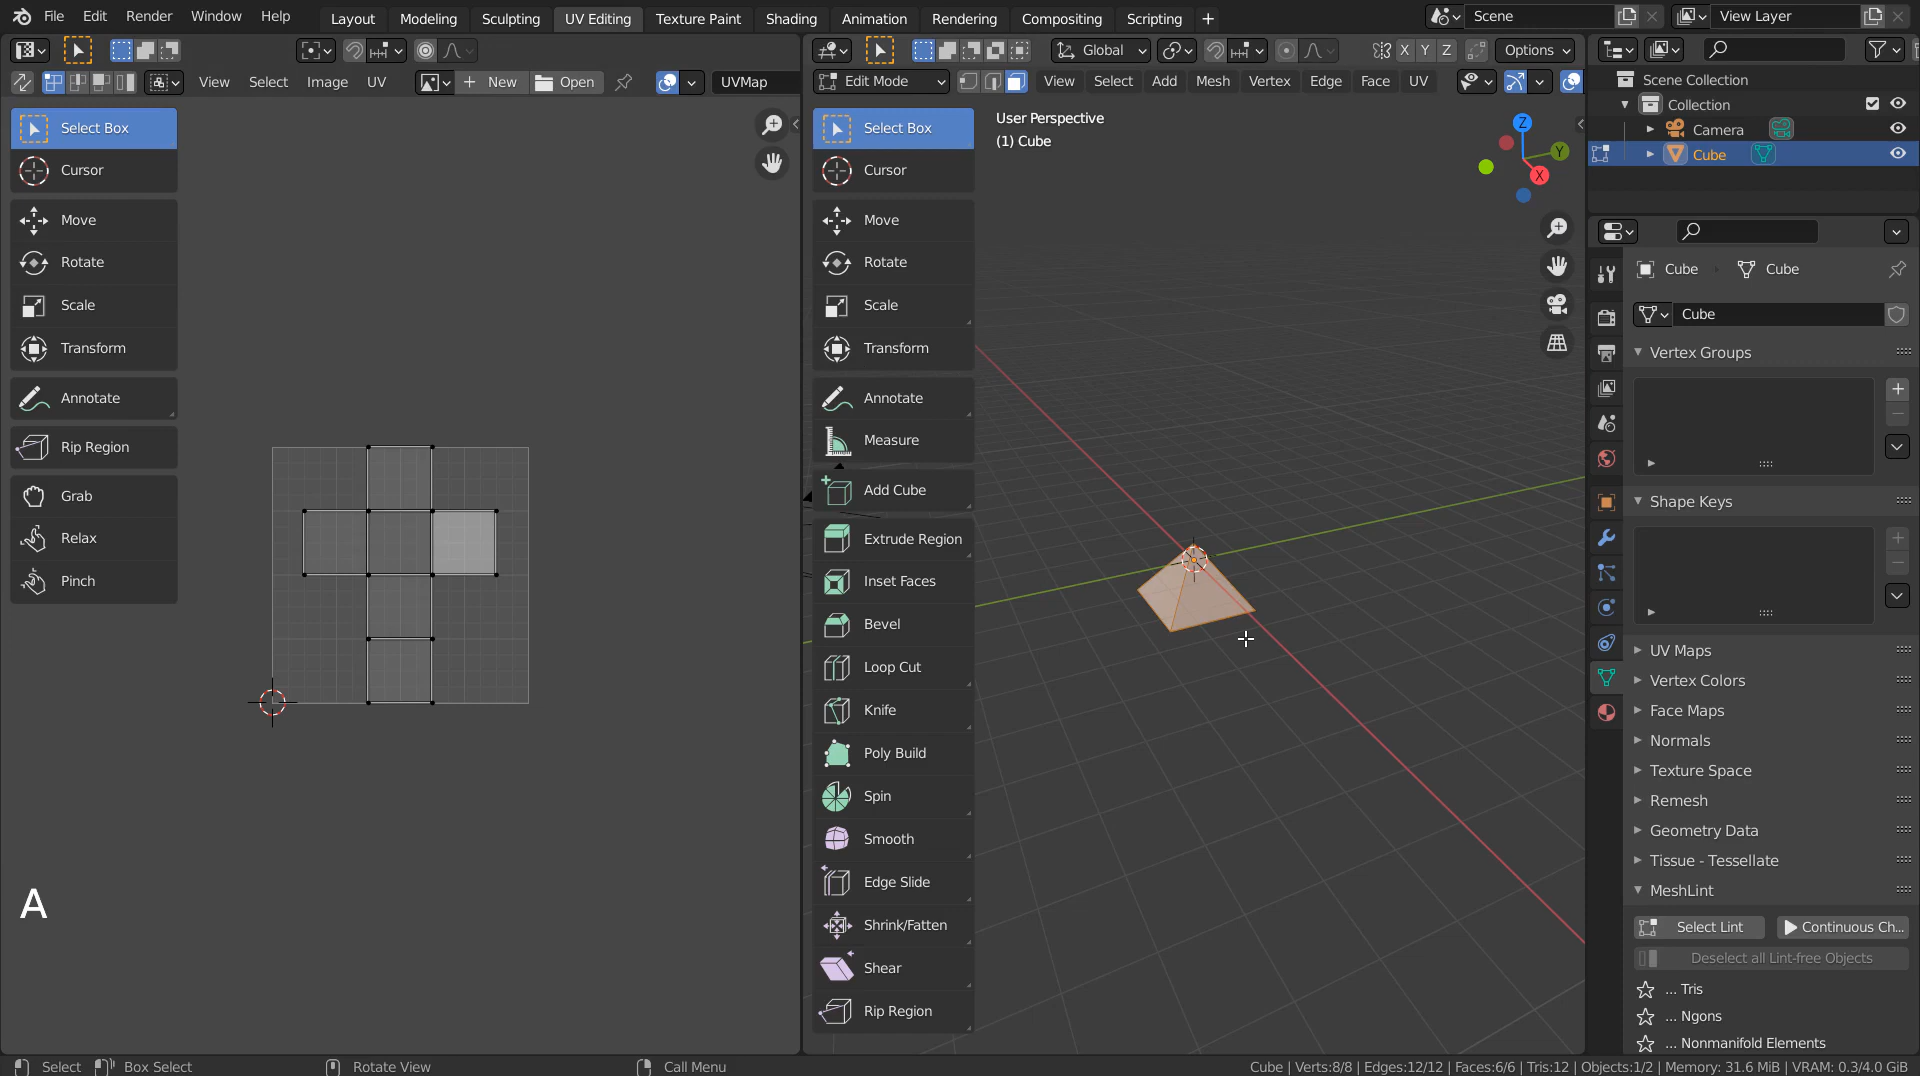 File Edit Render Window Help Layout Modeling Sculpting UV Editing Texture Paint Shading Animation Rendering Compositing Scripting + Scene View Layer
Global X Y Z Options
View Select Image UV New Open UVMap Edit Mode View Select Add Mesh Vertex Edge Face UV
Select Box
Cursor
Move
Rotate
Scale
Transform
Annotate
Rip Region
Grab
Relax
Pinch
A
Select Box
Cursor
Move
Rotate
Scale
Transform
Annotate
Measure
Add Cube
Extrude Region
Inset Faces
Bevel
Loop Cut
Knife
Poly Build
Spin
Smooth
Edge Slide
Shrink/Fatten
Shear
Rip Region
User Perspective
(1) Cube
Z
Y
X
Scene Collection
Collection
Camera
Cube
Cube Cube
Cube
Vertex Groups
Shape Keys
UV Maps
Vertex Colors
Face Maps
Normals
Texture Space
Remesh
Geometry Data
Tissue - Tessellate
MeshLint
Select Lint Continuous Ch...
Deselect all Lint-free Objects
... Tris
... Ngons
... Nonmanifold Elements
Select Box Select Rotate View Call Menu Cube | Verts:8/8 | Edges:12/12 | Faces:6/6 | Tris:12 | Objects:1/2 | Memory: 31.6 MiB | VRAM: 0.3/4.0 GiB